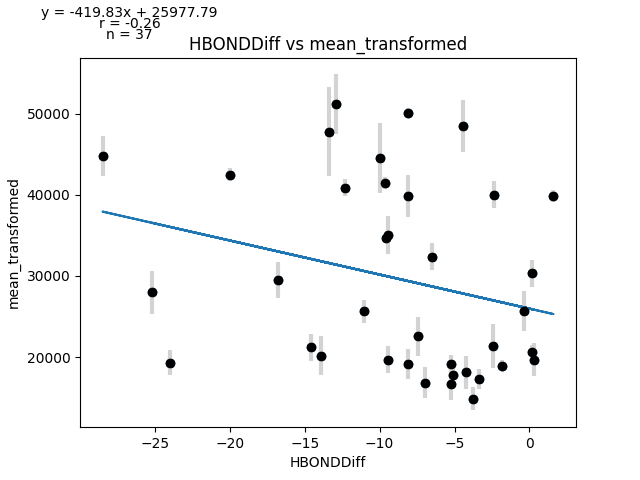 y = -419.83x + 25977.79
r = -0.26
n = 37
HBONDDiff vs mean_transformed
50000
40000
30000
20000
mean_transformed
−25
−20
−15
−10
−5
0
HBONDDiff